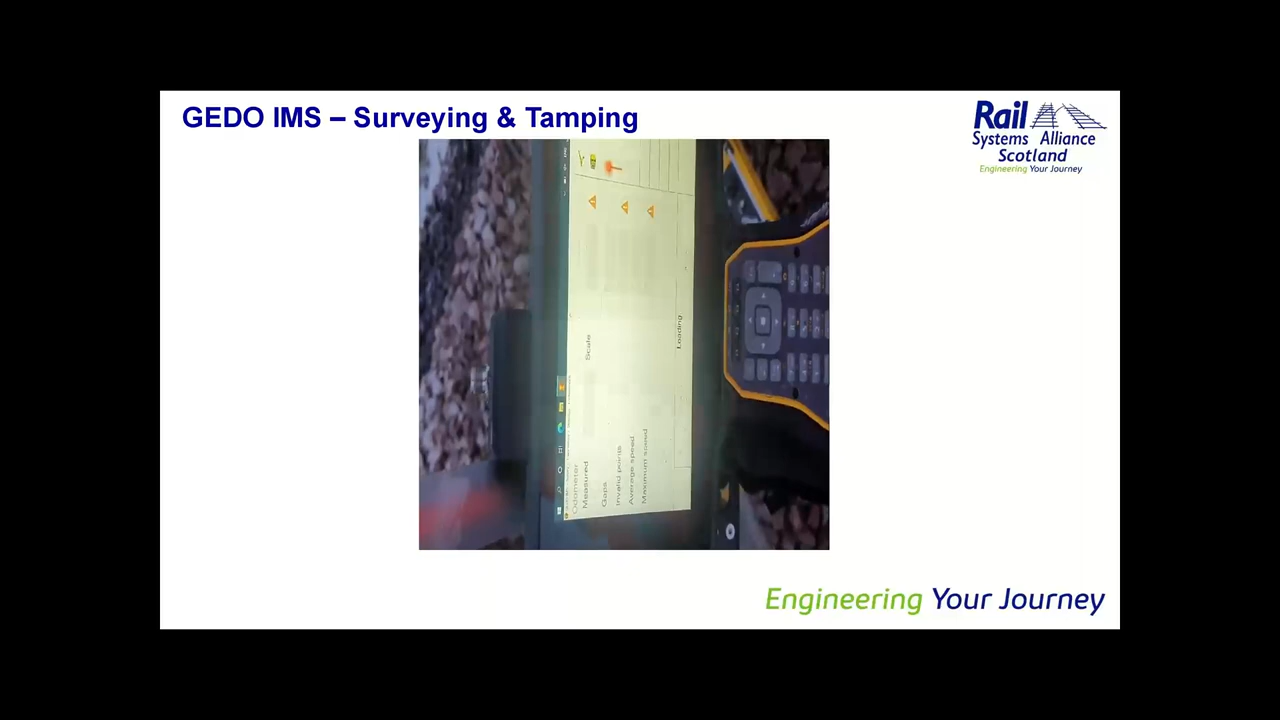 GEDO IMS – Surveying & Tamping
Rail
Systems Alliance
Scotland
Engineering Your Journey
Odometer
Measured
Scale
Gaps
Invalid points
Average speed
Maximum speed
Loading
Engineering Your Journey